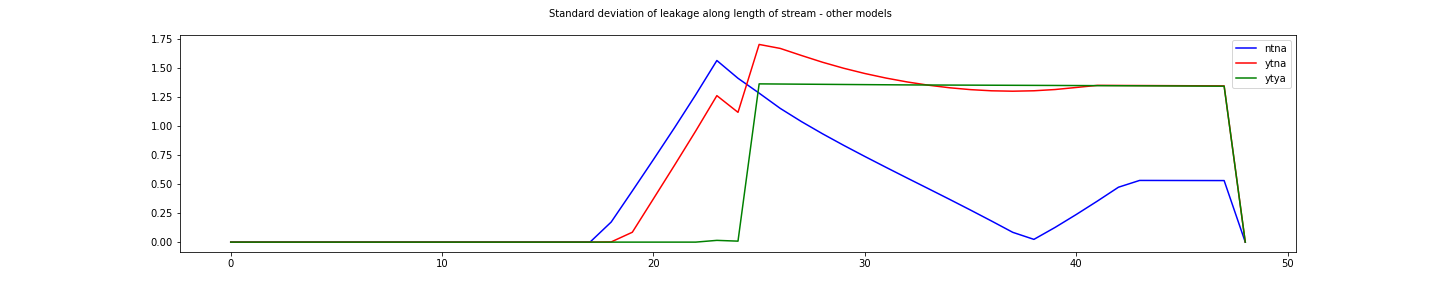 Standard deviation of leakage along length of stream - other models
1.75
1.50
1.25
1.00
0.75
0.50
0.25
0.00
0 10 20 30 40 50
ntna
ytna
ytya